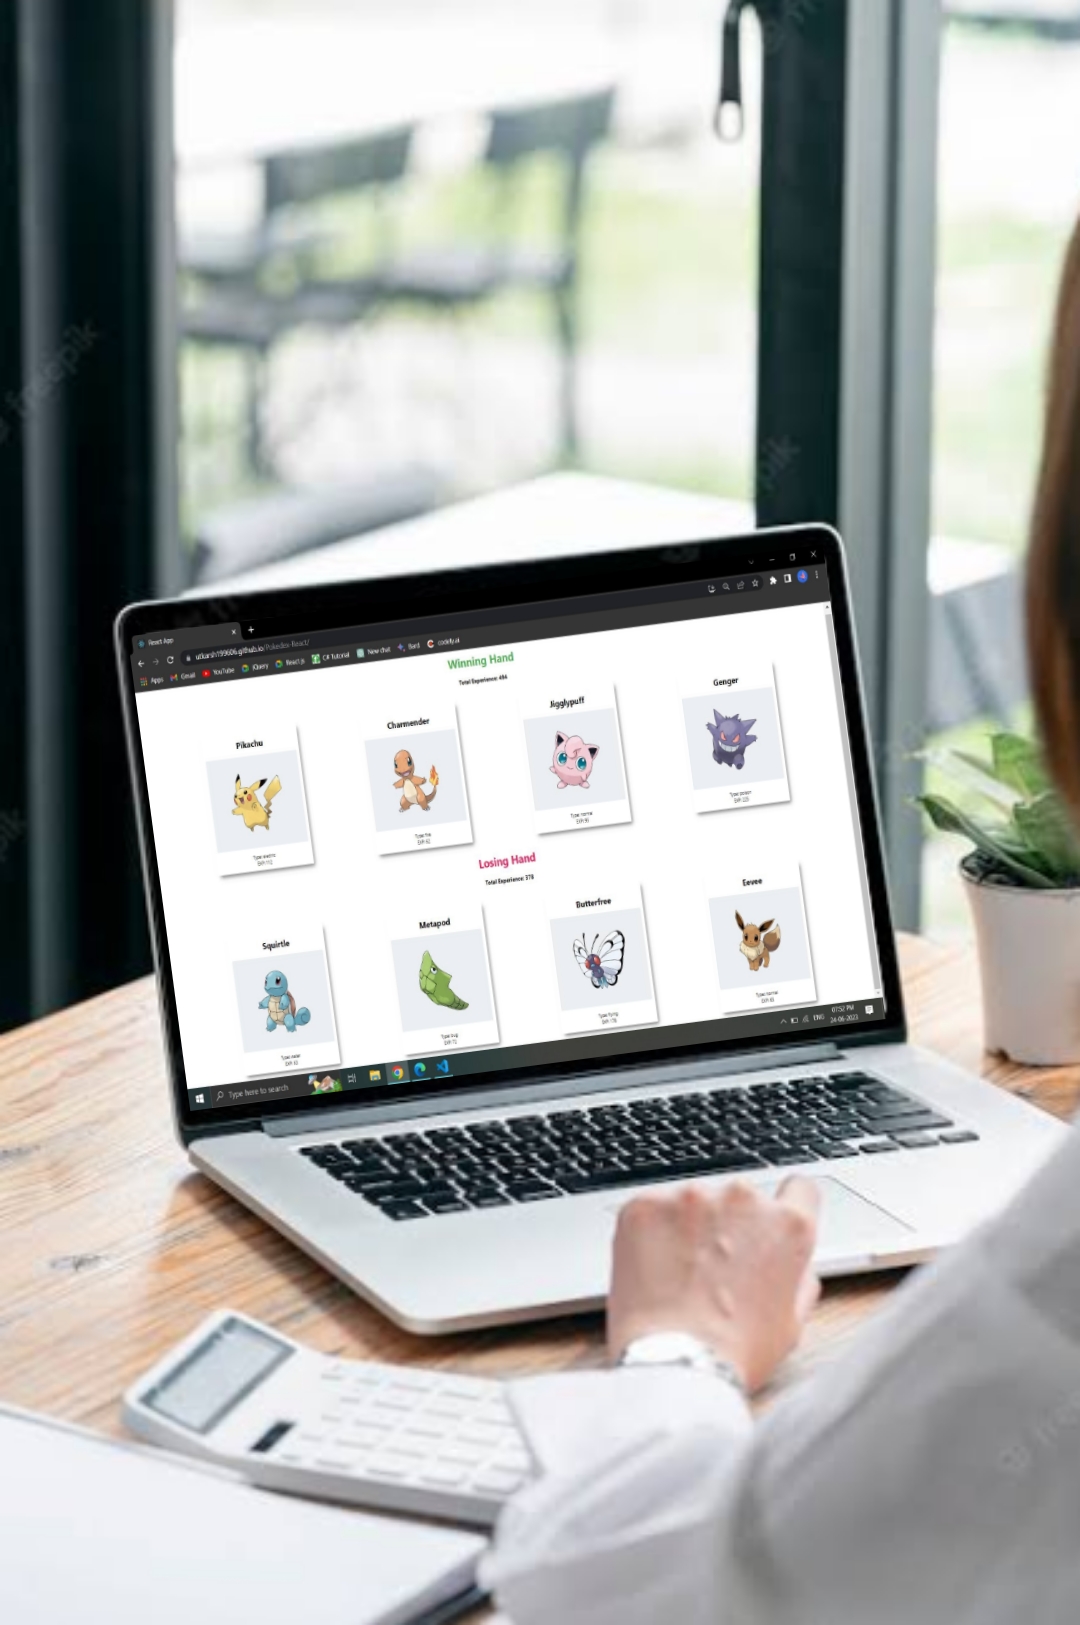 React App
utkarsh199606.github.io/Pokedex-React/
Apps Gmail YouTube jQuery React.js C# Tutorial New chat Bard codefy.ai
Winning Hand
Total Experience: 486
Pikachu
Charmender
Jigglypuff
Genger
Type: electric
EXP: 112
Type: fire
EXP: 62
Type: normal
EXP: 95
Type: poison
EXP: 225
Losing Hand
Total Experience: 378
Squirtle
Metapod
Butterfree
Eevee
Type: water
EXP: 63
Type: bug
EXP: 72
Type: flying
EXP: 178
Type: normal
EXP: 65
Type here to search
ENG
07:52 PM
24-06-2023
freepik